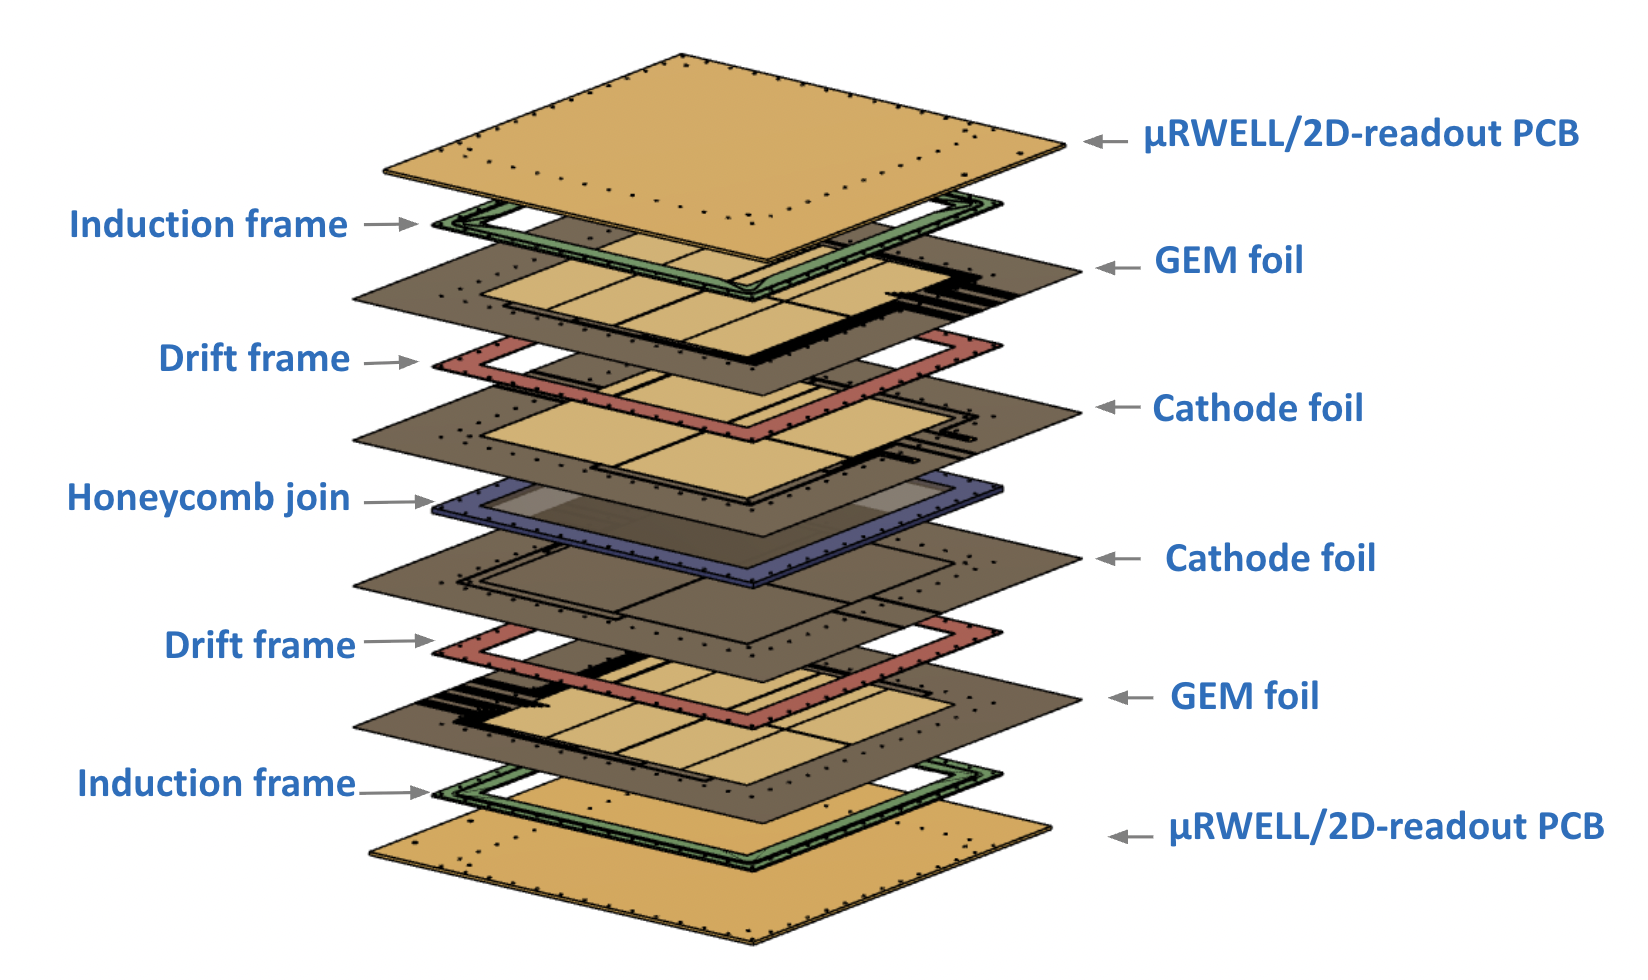 µRWELL/2D-readout PCB
Induction frame
GEM foil
Drift frame
Cathode foil
Honeycomb join
Cathode foil
Drift frame
GEM foil
Induction frame
µRWELL/2D-readout PCB